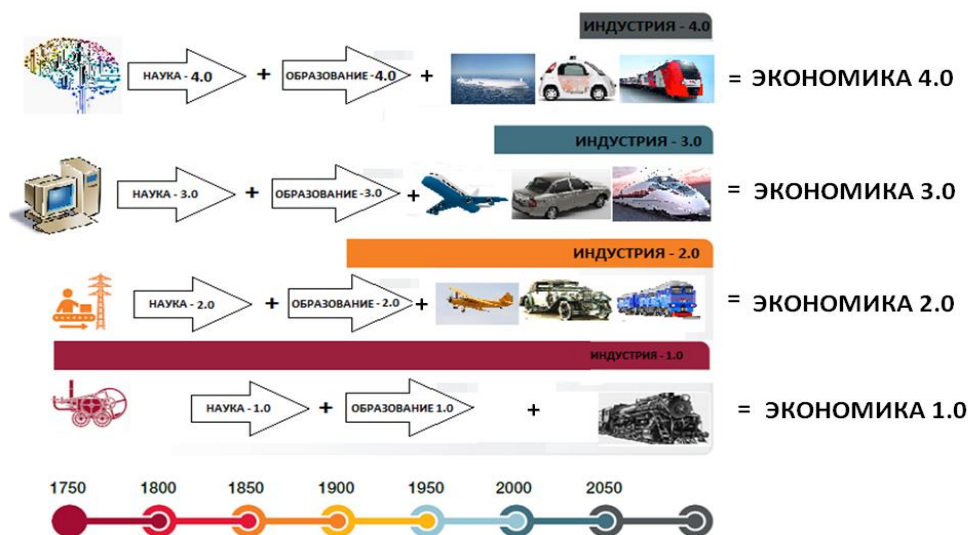 ИНДУСТРИЯ - 4.0
НАУКА - 4.0 + ОБРАЗОВАНИЕ -4.0 + = ЭКОНОМИКА 4.0
ИНДУСТРИЯ - 3.0
НАУКА - 3.0 + ОБРАЗОВАНИЕ -3.0 + = ЭКОНОМИКА 3.0
ИНДУСТРИЯ - 2.0
НАУКА - 2.0 + ОБРАЗОВАНИЕ -2.0 + = ЭКОНОМИКА 2.0
ИНДУСТРИЯ - 1.0
НАУКА -1.0 + ОБРАЗОВАНИЕ 1.0 + = ЭКОНОМИКА 1.0
1750 1800 1850 1900 1950 2000 2050